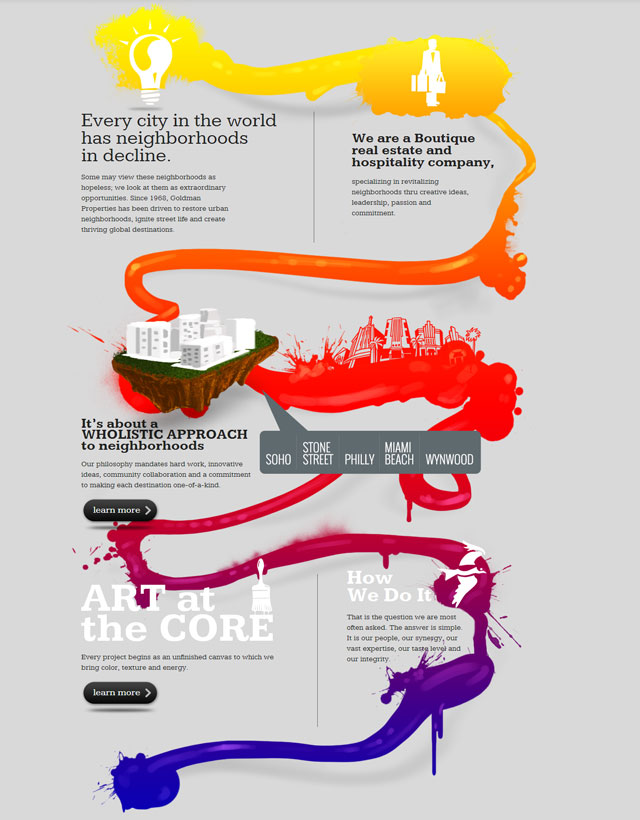 Every city in the world
has neighborhoods
in decline.
Some may view these neighborhoods as
hopeless; we look at them as extraordinary
opportunities. Since 1968, Goldman
Properties has been driven to restore urban
neighborhoods, ignite street life and create
thriving global destinations.
We are a Boutique
real estate and
hospitality company,
specializing in revitalizing
neighborhoods thru creative ideas,
leadership, passion and
commitment.
It's about a
WHOLISTIC APPROACH
to neighborhoods
Our philosophy mandates hard work, innovative
ideas, community collaboration and a commitment
to making each destination one-of-a-kind.
learn more
SOHO
STONE
STREET
PHILLY
MIAMI
BEACH
WYNWOOD
ART at
the CORE
Every project begins as an unfinished canvas to which we
bring color, texture and energy.
learn more
How
We Do It
That is the question we are most
often asked. The answer is simple.
It is our people, our synergy, our
vast expertise, our taste level and
our integrity.